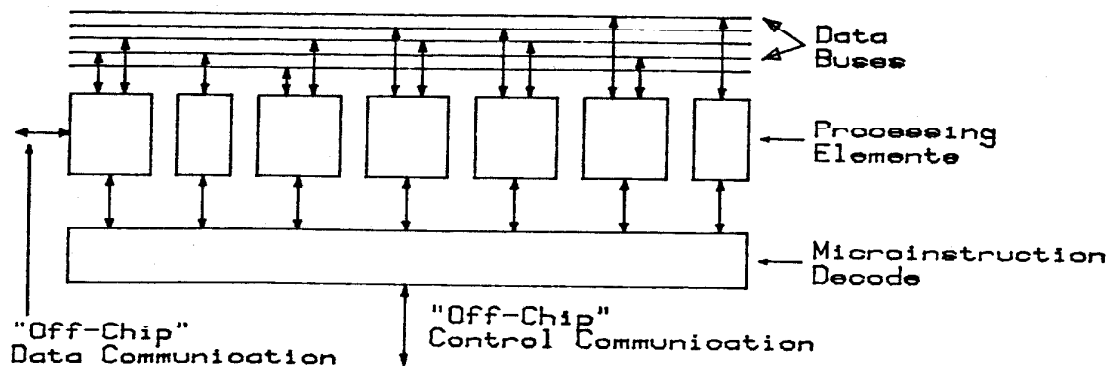 Data
Buses
Processing
Elements
Microinstruction
Decode
"Off-Chip"
Data Communication
"Off-Chip"
Control Communication